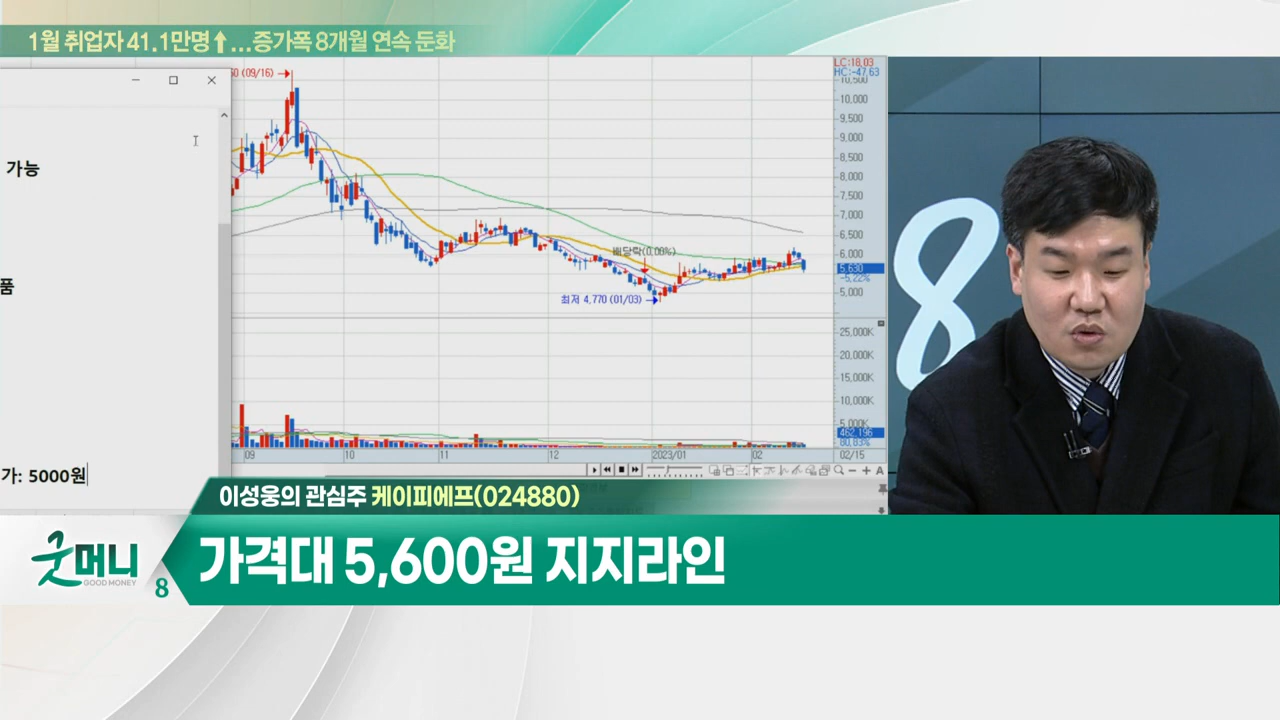 1월 취업자 41.1만명↑...증가폭 8개월 연속 둔화
가능
품
가: 5000원
(09/16)
배당락(0.00%)
최저 4,770 (01/03)
LC:18.03
HC:-47.63
10,500
10,000
9,500
9,000
8,500
8,000
7,500
7,000
6,500
6,000
5,630
-5.22%
5,000
25,000K
20,000K
15,000K
10,000K
5,000K
462,196
80.83%
09
10
11
12
2023/01
02
02/15
A
8
이성웅의 관심주 케이피에프(024880)
가격대 5,600원 지지라인
굿머니
GOOD MONEY
8